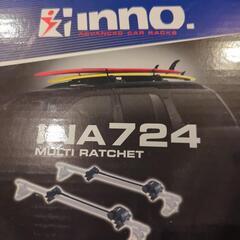 inno.
ADVANCED CAR RACKS
INA724
MULTI RATCHET